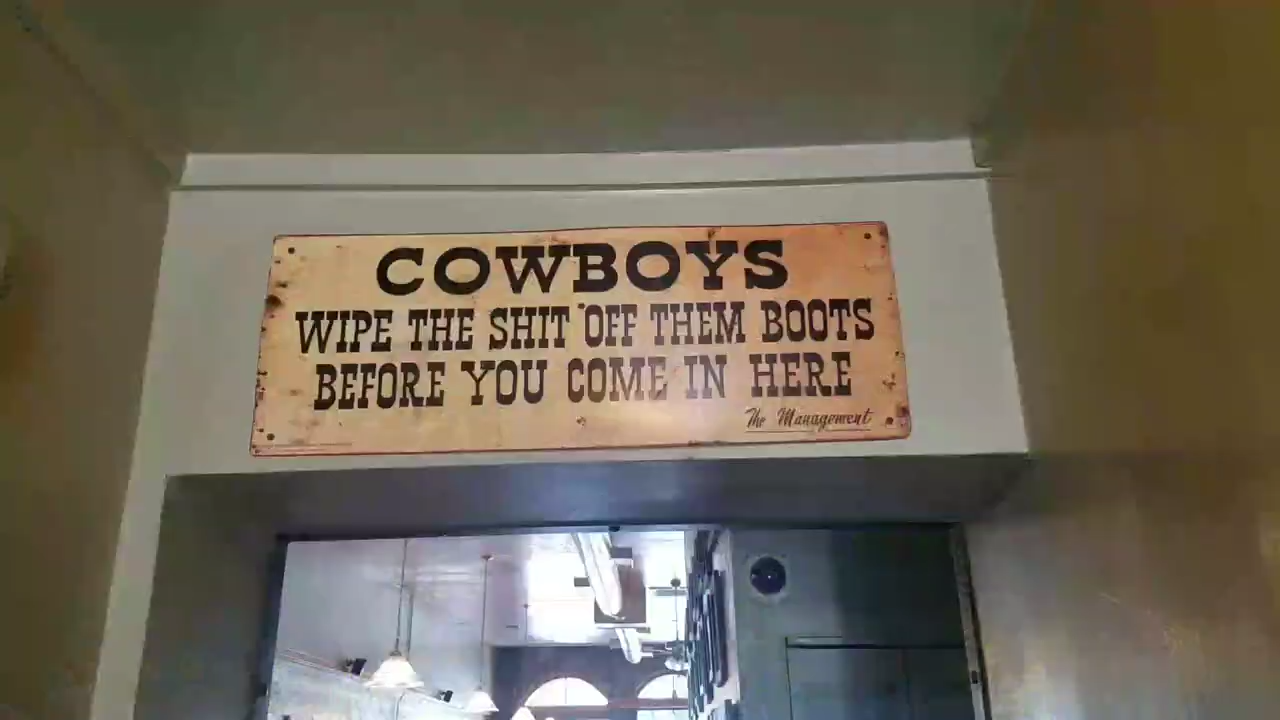 COWBOYS
WIPE THE SHIT OFF THEM BOOTS
BEFORE YOU COME IN HERE
The Management